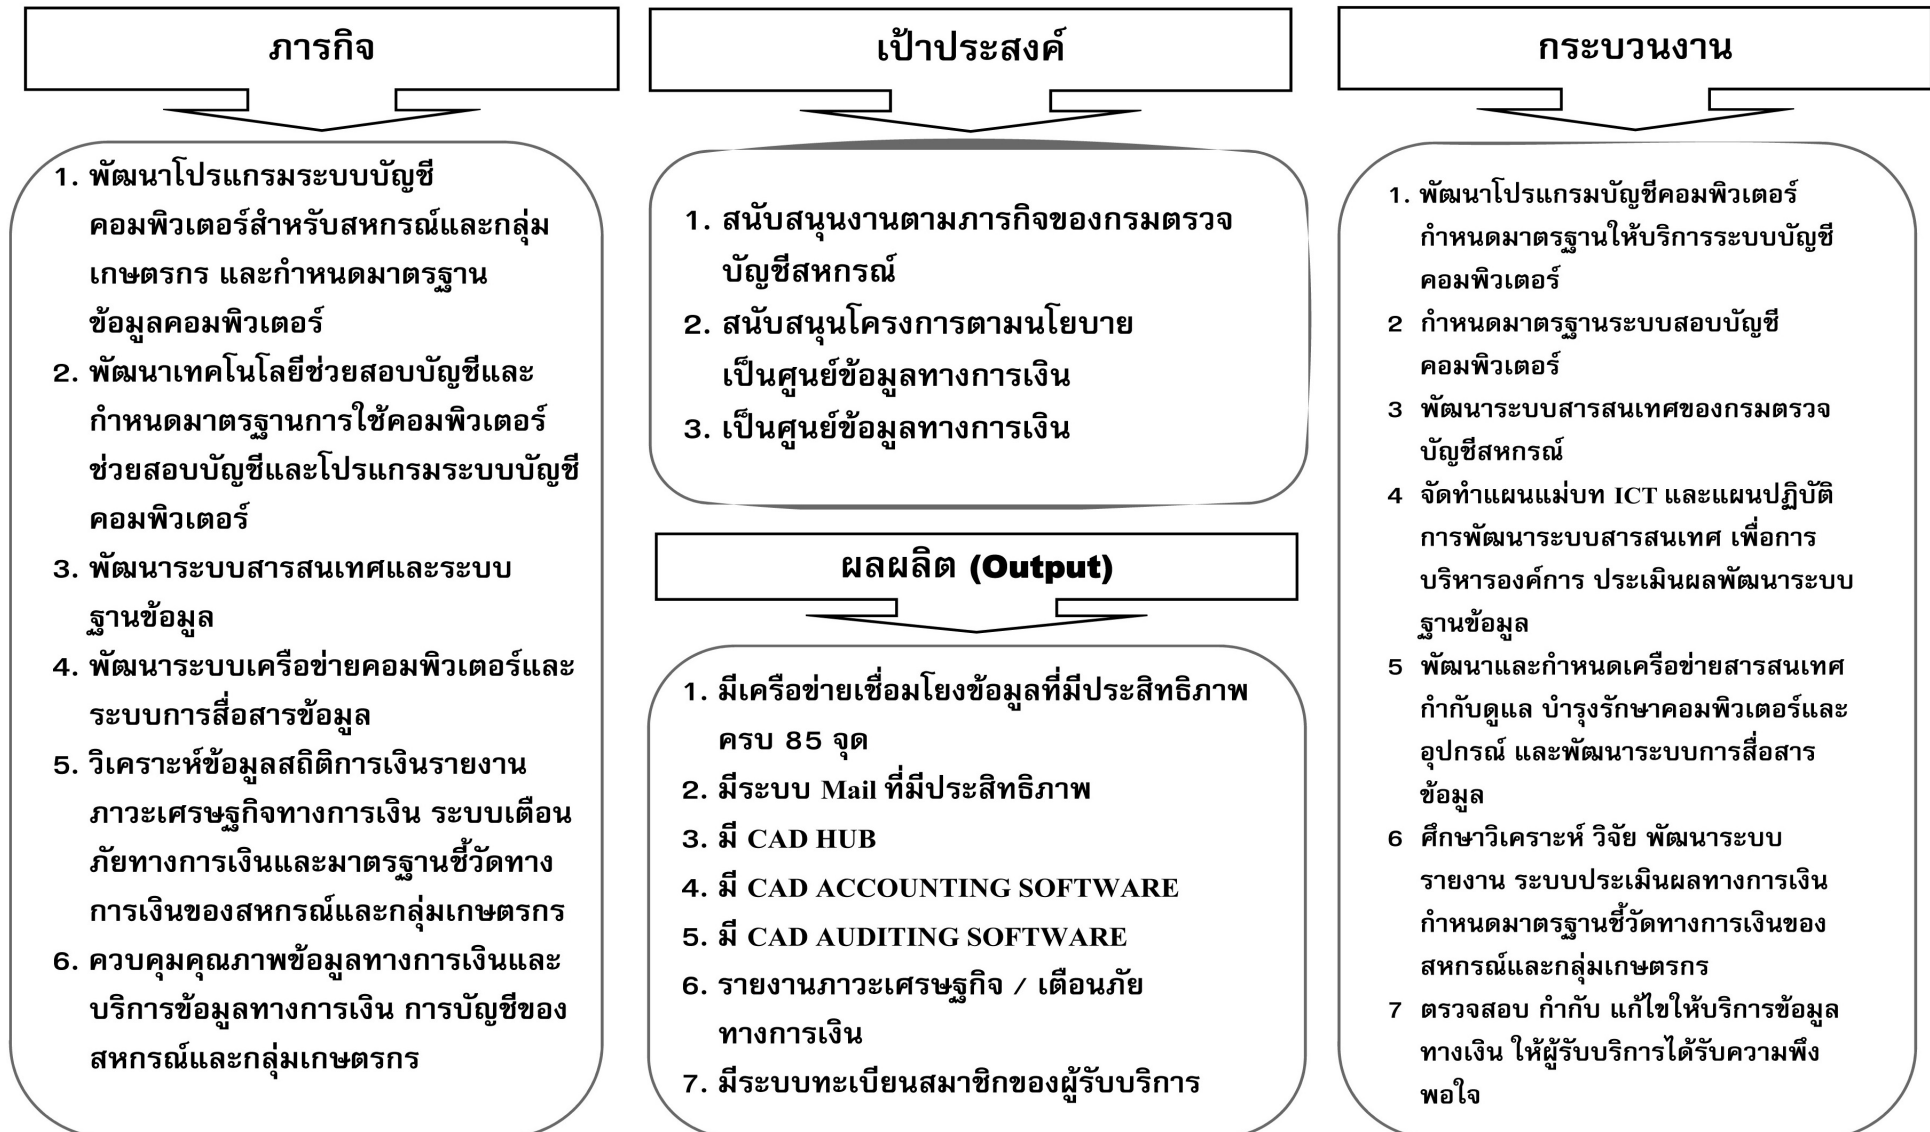 ภารกิจ
1. พัฒนาโปรแกรมระบบบัญชี
คอมพิวเตอร์สำหรับสหกรณ์และกลุ่ม
เกษตรกร และกำหนดมาตรฐาน
ข้อมูลคอมพิวเตอร์
2. พัฒนาเทคโนโลยีช่วยสอบบัญชีและ
กำหนดมาตรฐานการใช้คอมพิวเตอร์
ช่วยสอบบัญชีและโปรแกรมระบบบัญชี
คอมพิวเตอร์
3. พัฒนาระบบสารสนเทศและระบบ
ฐานข้อมูล
4. พัฒนาระบบเครือข่ายคอมพิวเตอร์และ
ระบบการสื่อสารข้อมูล
5. วิเคราะห์ข้อมูลสถิติการเงินรายงาน
ภาวะเศรษฐกิจทางการเงิน ระบบเตือน
ภัยทางการเงินและมาตรฐานชี้วัดทาง
การเงินของสหกรณ์และกลุ่มเกษตรกร
6. ควบคุมคุณภาพข้อมูลทางการเงินและ
บริการข้อมูลทางการเงิน การบัญชีของ
สหกรณ์และกลุ่มเกษตรกร
เป้าประสงค์
1. สนับสนุนงานตามภารกิจของกรมตรวจ
บัญชีสหกรณ์
2. สนับสนุนโครงการตามนโยบาย
เป็นศูนย์ข้อมูลทางการเงิน
3. เป็นศูนย์ข้อมูลทางการเงิน
ผลผลิต (Output)
1. มีเครือข่ายเชื่อมโยงข้อมูลที่มีประสิทธิภาพ
ครบ 85 จุด
2. มีระบบ Mail ที่มีประสิทธิภาพ
3. มี CAD HUB
4. มี CAD ACCOUNTING SOFTWARE
5. มี CAD AUDITING SOFTWARE
6. รายงานภาวะเศรษฐกิจ / เตือนภัย
ทางการเงิน
7. มีระบบทะเบียนสมาชิกของผู้รับบริการ
กระบวนงาน
1. พัฒนาโปรแกรมบัญชีคอมพิวเตอร์
กำหนดมาตรฐานให้บริการระบบบัญชี
คอมพิวเตอร์
2 กำหนดมาตรฐานระบบสอบบัญชี
คอมพิวเตอร์
3 พัฒนาระบบสารสนเทศของกรมตรวจ
บัญชีสหกรณ์
4 จัดทำแผนแม่บท ICT และแผนปฏิบัติ
การพัฒนาระบบสารสนเทศ เพื่อการ
บริหารองค์การ ประเมินผลพัฒนาระบบ
ฐานข้อมูล
5 พัฒนาและกำหนดเครือข่ายสารสนเทศ
กำกับดูแล บำรุงรักษาคอมพิวเตอร์และ
อุปกรณ์ และพัฒนาระบบการสื่อสาร
ข้อมูล
6 ศึกษาวิเคราะห์ วิจัย พัฒนาระบบ
รายงาน ระบบประเมินผลทางการเงิน
กำหนดมาตรฐานชี้วัดทางการเงินของ
สหกรณ์และกลุ่มเกษตรกร
7 ตรวจสอบ กำกับ แก้ไขให้บริการข้อมูล
ทางเงิน ให้ผู้รับบริการได้รับความพึง
พอใจ